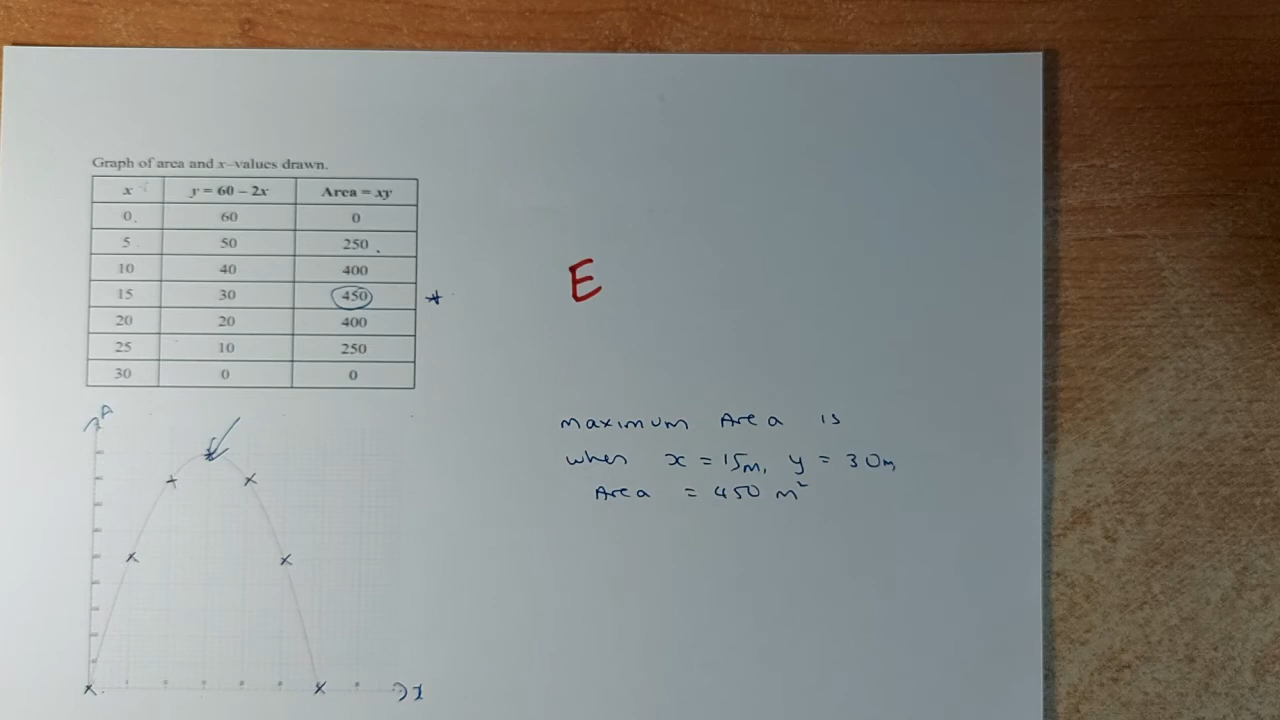 Graph of area and x–values drawn.
x y = 60 – 2x Area = xy
0 60 0
5 50 250
10 40 400
15 30 450 *
20 20 400
25 10 250
30 0 0
E
A
maximum Area is
when x = 15m, y = 30m
Area = 450 m²
x